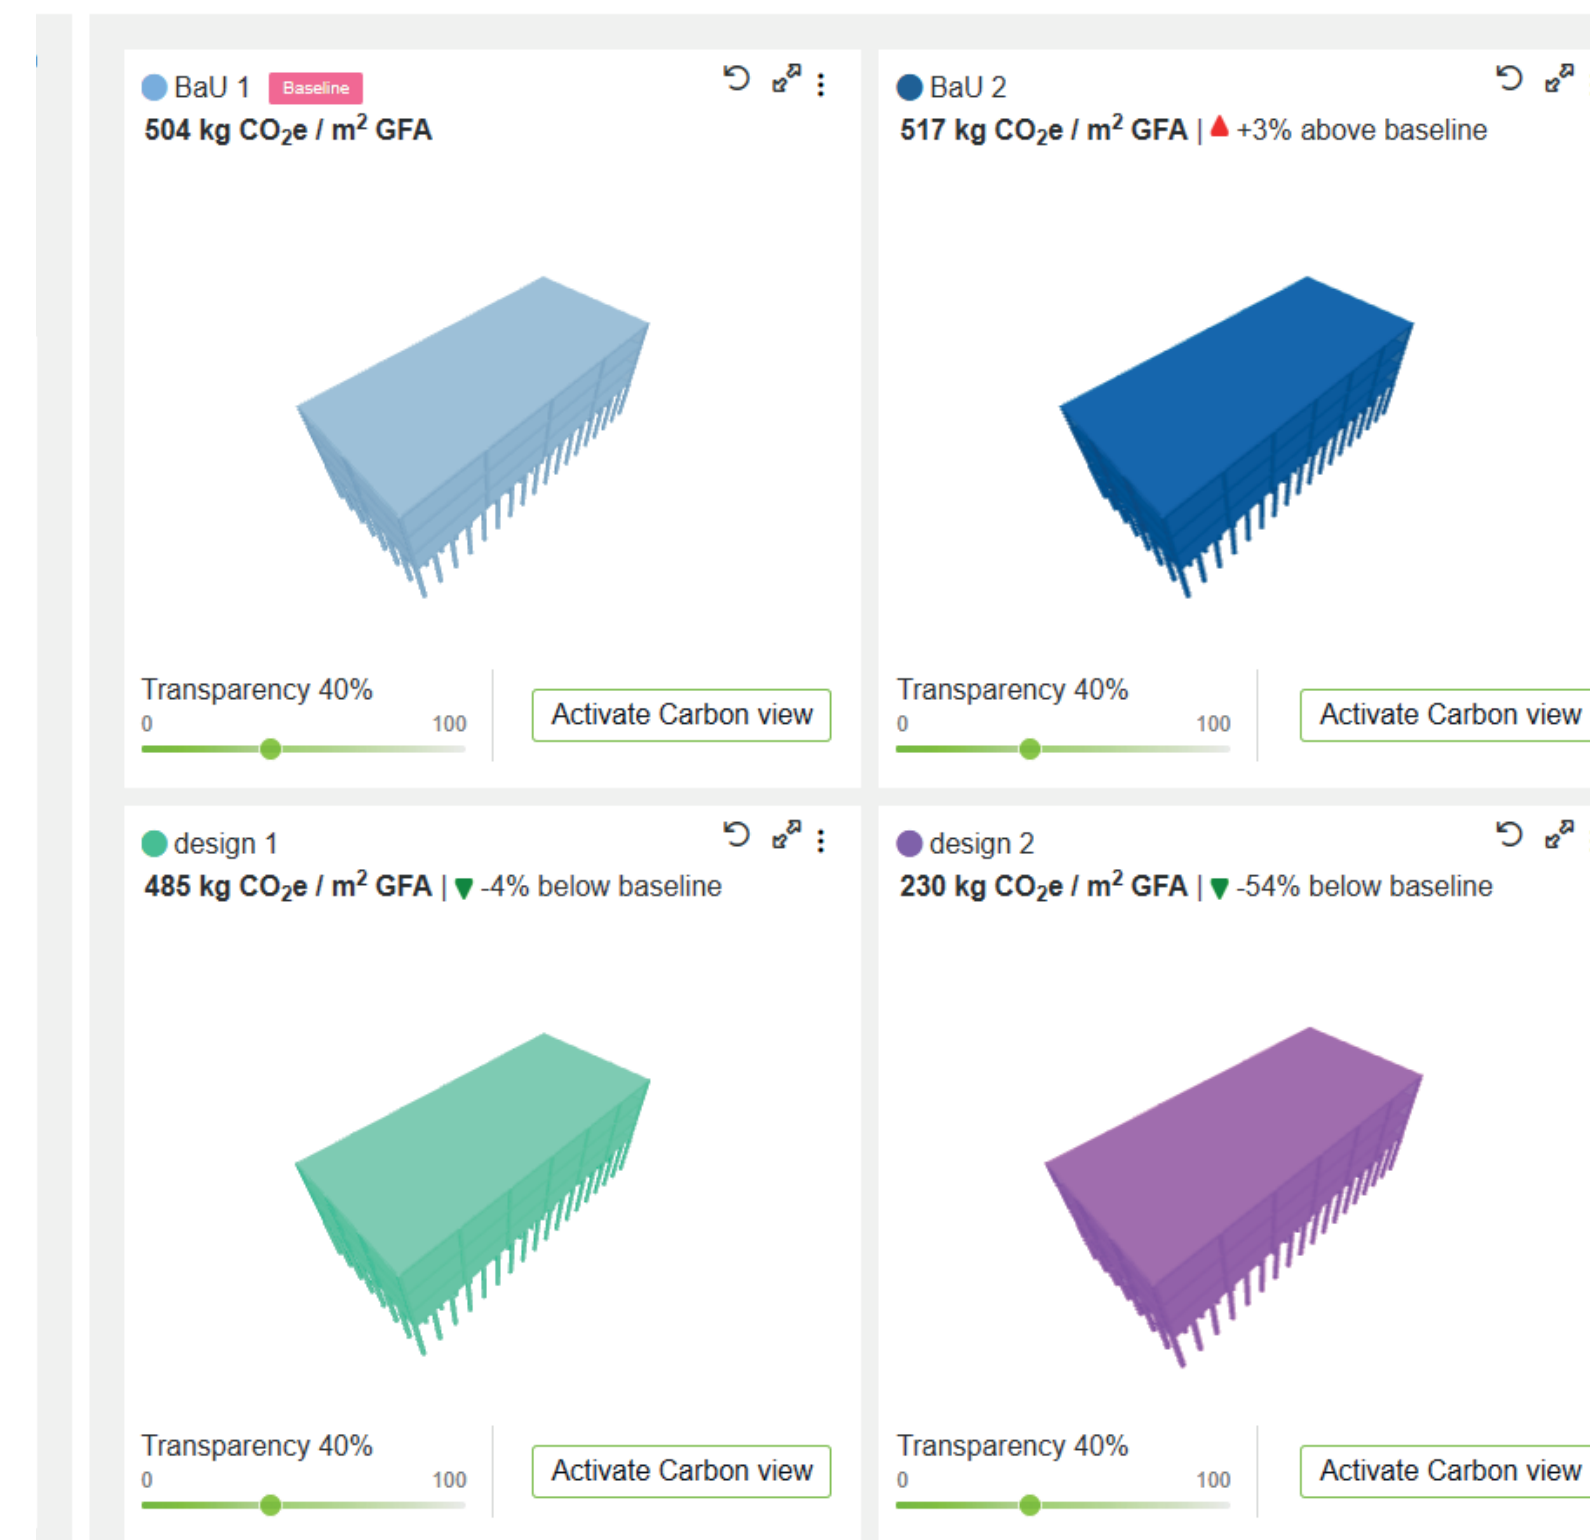 BaU 1 Baseline
504 kg CO₂e / m² GFA
Transparency 40%
0 100
Activate Carbon view
BaU 2
517 kg CO₂e / m² GFA | +3% above baseline
Transparency 40%
0 100
Activate Carbon view
design 1
485 kg CO₂e / m² GFA | -4% below baseline
Transparency 40%
0 100
Activate Carbon view
design 2
230 kg CO₂e / m² GFA | -54% below baseline
Transparency 40%
0 100
Activate Carbon view